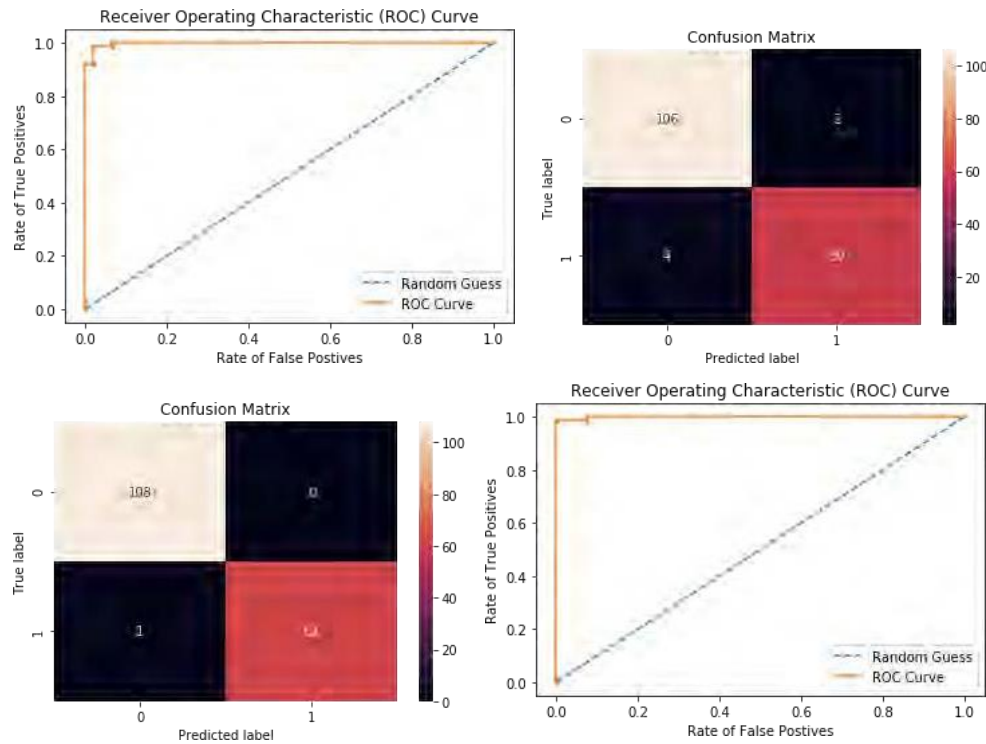 Receiver Operating Characteristic (ROC) Curve
Rate of True Positives
1.0
0.8
0.6
0.4
0.2
0.0
Random Guess
ROC Curve
0.0 0.2 0.4 0.6 0.8 1.0
Rate of False Postives
Confusion Matrix
True label
0
1
106
0 1
Predicted label
100
80
60
40
20
Confusion Matrix
True label
0
1
108 0
1
0 1
Predicted label
100
80
60
40
20
0
Receiver Operating Characteristic (ROC) Curve
Rate of True Positives
1.0
0.8
0.6
0.4
0.2
0.0
Random Guess
ROC Curve
0.0 0.2 0.4 0.6 0.8 1.0
Rate of False Postives